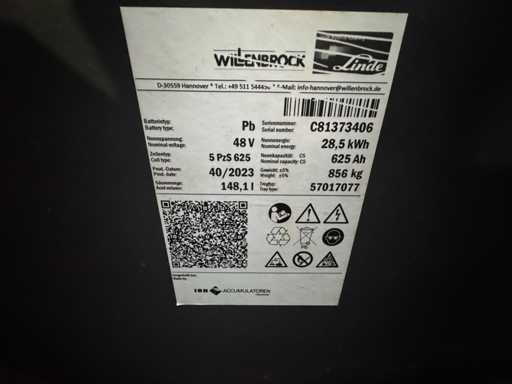 WILLENBROCK
Linde
D-30559 Hannover * Tel.: +49 511 544490 * e-Mail: info-hannover@willenbrock.de
Batterietyp: Pb
Battery type:
Seriennummer: C81373406
Serial number:
Nennspannung: 48 V
Nominal voltage:
Nennenergie: 28,5 kWh
Nominal energy:
Zellentyp: 5 PzS 625
Cell type:
Nennkapazität: C5 625 Ah
Nominal capacity: C5
Prod.-Datum: 40/2023
Prod.-date:
Gewicht: ±5% 856 kg
Weight: ±5%
Säuremenge: 148,1 l
Acid volume:
Trogtyp: 57017077
Tray type:
Pb
ACCUMULATOREN